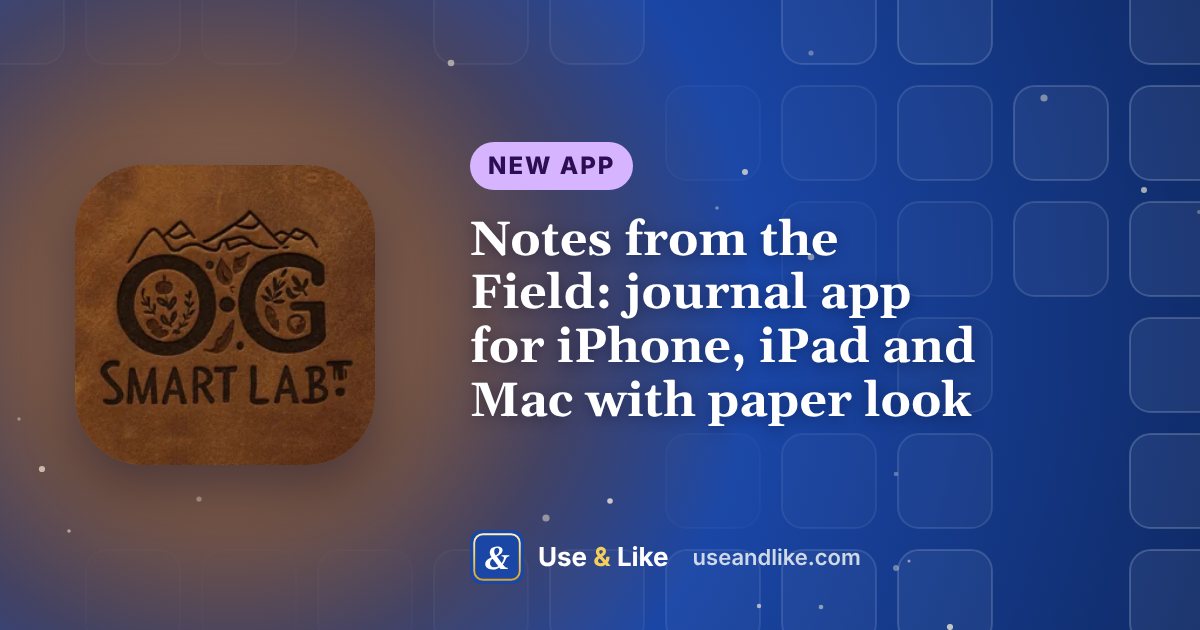 OG
SMART LAB
NEW APP
Notes from the
Field: journal app
for iPhone, iPad and
Mac with paper look
&
Use & Like
useandlike.com